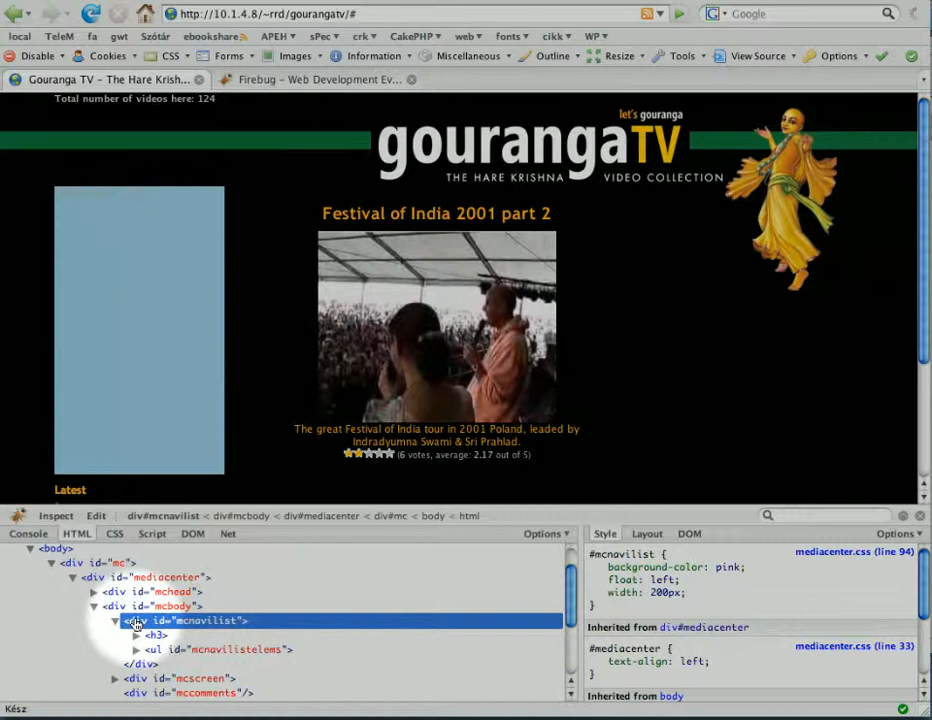 http://10.1.4.8/~rrd/gourangatv/#
Google
local TeleM fa gwt Szótár ebookshare APEH sPec crk CakePHP web fonts cikk WP
Disable Cookies CSS Forms Images Information Miscellaneous Outline Resize Tools View Source Options
Gouranga TV - The Hare Krish... Firebug - Web Development Ev...
Total number of videos here: 124
let's gouranga
gourangaTV
THE HARE KRISHNA VIDEO COLLECTION
Festival of India 2001 part 2
The great Festival of India tour in 2001 Poland, leaded by
Indradyumna Swami & Sri Prahlad.
(6 votes, average: 2.17 out of 5)
Latest
Inspect Edit div#mcnavilist < div#mcbody < div#mediacenter < div#mc < body < html
Console HTML CSS Script DOM Net Options Style Layout DOM Options
<body>
<div id="mc">
<div id="mediacenter">
<div id="mchead">
<div id="mcbody">
<div id="mcnavilist">
<h3>
<ul id="mcnavilistelems">
</div>
<div id="mcscreen">
<div id="mccomments"/>
#mcnavilist { mediacenter.css (line 94)
background-color: pink;
float: left;
width: 200px;
}
Inherited from div#mediacenter
#mediacenter { mediacenter.css (line 33)
text-align: left;
}
Inherited from body
Kész